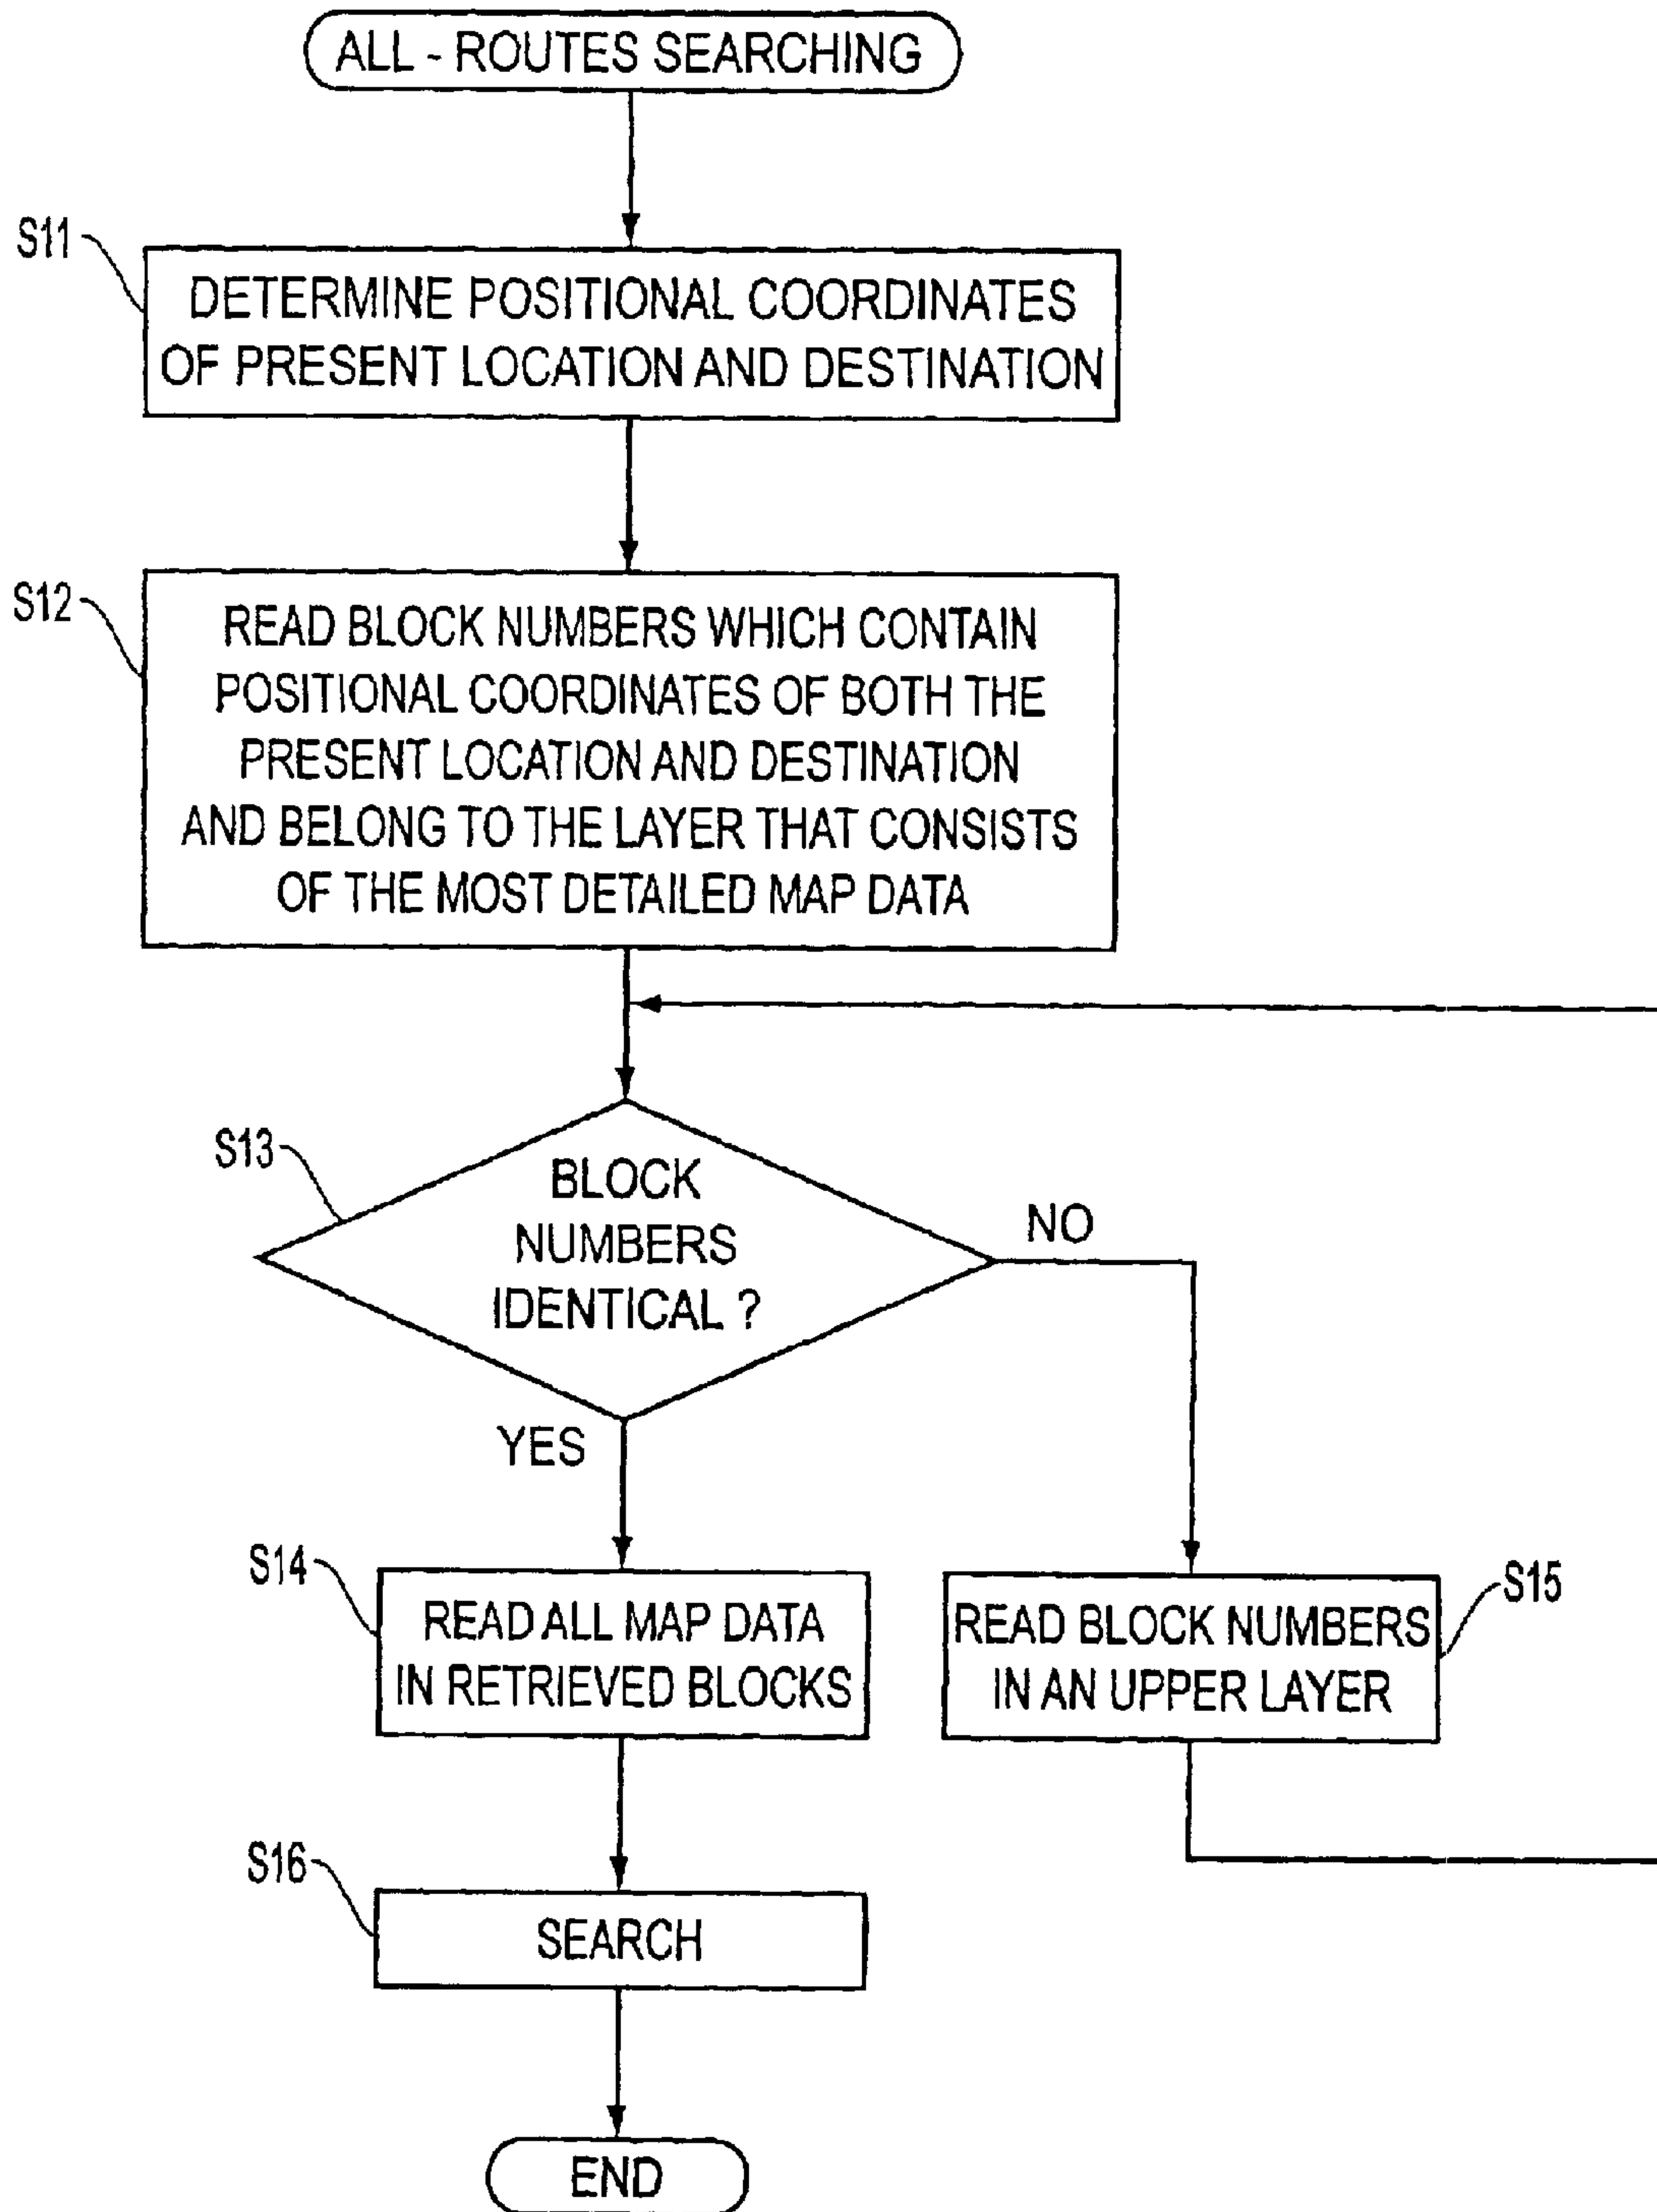 ALL - ROUTES SEARCHING
S11
DETERMINE POSITIONAL COORDINATES
OF PRESENT LOCATION AND DESTINATION
S12
READ BLOCK NUMBERS WHICH CONTAIN
POSITIONAL COORDINATES OF BOTH THE
PRESENT LOCATION AND DESTINATION
AND BELONG TO THE LAYER THAT CONSISTS
OF THE MOST DETAILED MAP DATA
S13
BLOCK
NUMBERS
IDENTICAL ?
NO
YES
S14
READ ALL MAP DATA
IN RETRIEVED BLOCKS
S15
READ BLOCK NUMBERS
IN AN UPPER LAYER
S16
SEARCH
END